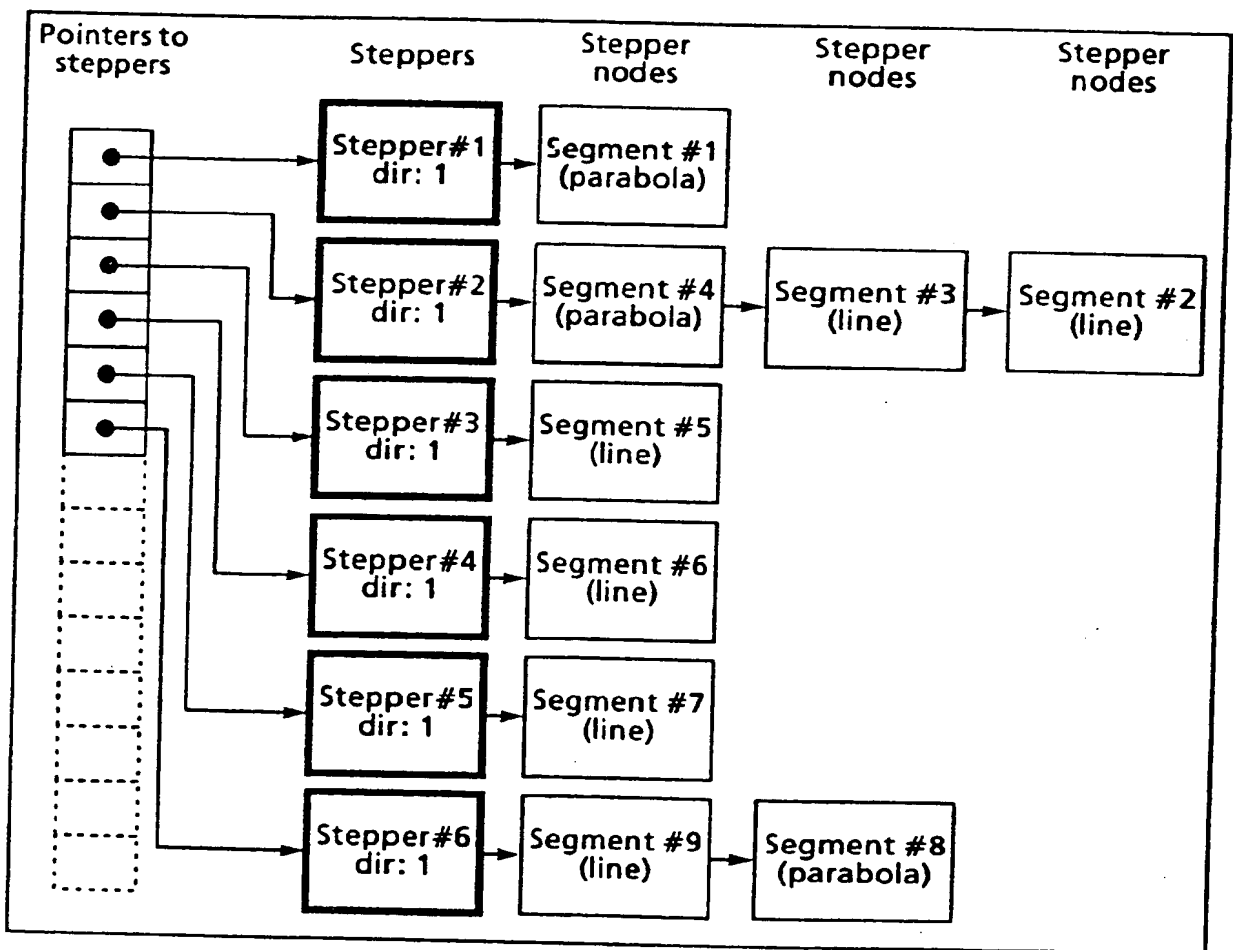 Pointers to
steppers
Steppers
Stepper
nodes
Stepper
nodes
Stepper
nodes
Stepper#1
dir: 1
Segment #1
(parabola)
Stepper#2
dir: 1
Segment #4
(parabola)
Segment #3
(line)
Segment #2
(line)
Stepper#3
dir: 1
Segment #5
(line)
Stepper#4
dir: 1
Segment #6
(line)
Stepper#5
dir: 1
Segment #7
(line)
Stepper#6
dir: 1
Segment #9
(line)
Segment #8
(parabola)